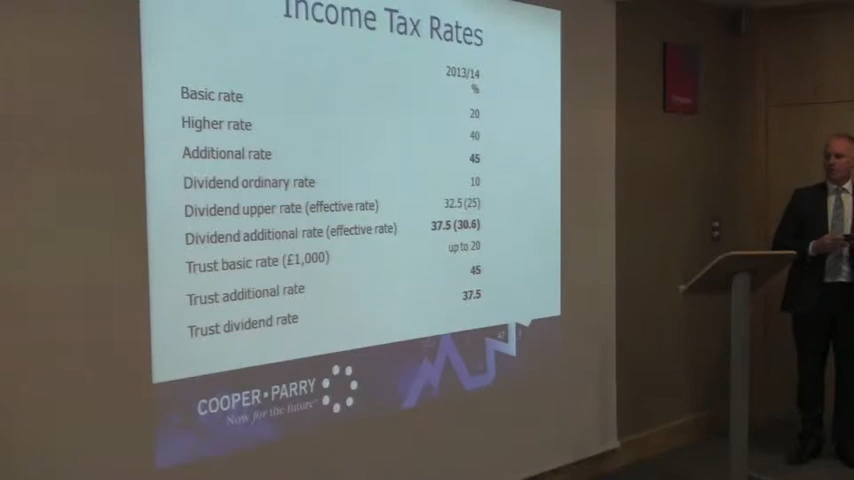 Income Tax Rates
2013/14
%
Basic rate 20
Higher rate 40
Additional rate 45
Dividend ordinary rate 10
Dividend upper rate (effective rate) 32.5 (25)
Dividend additional rate (effective rate) 37.5 (30.6)
Trust basic rate (£1,000) up to 20
Trust additional rate 45
Trust dividend rate 37.5
COOPER • PARRY
Now for the future